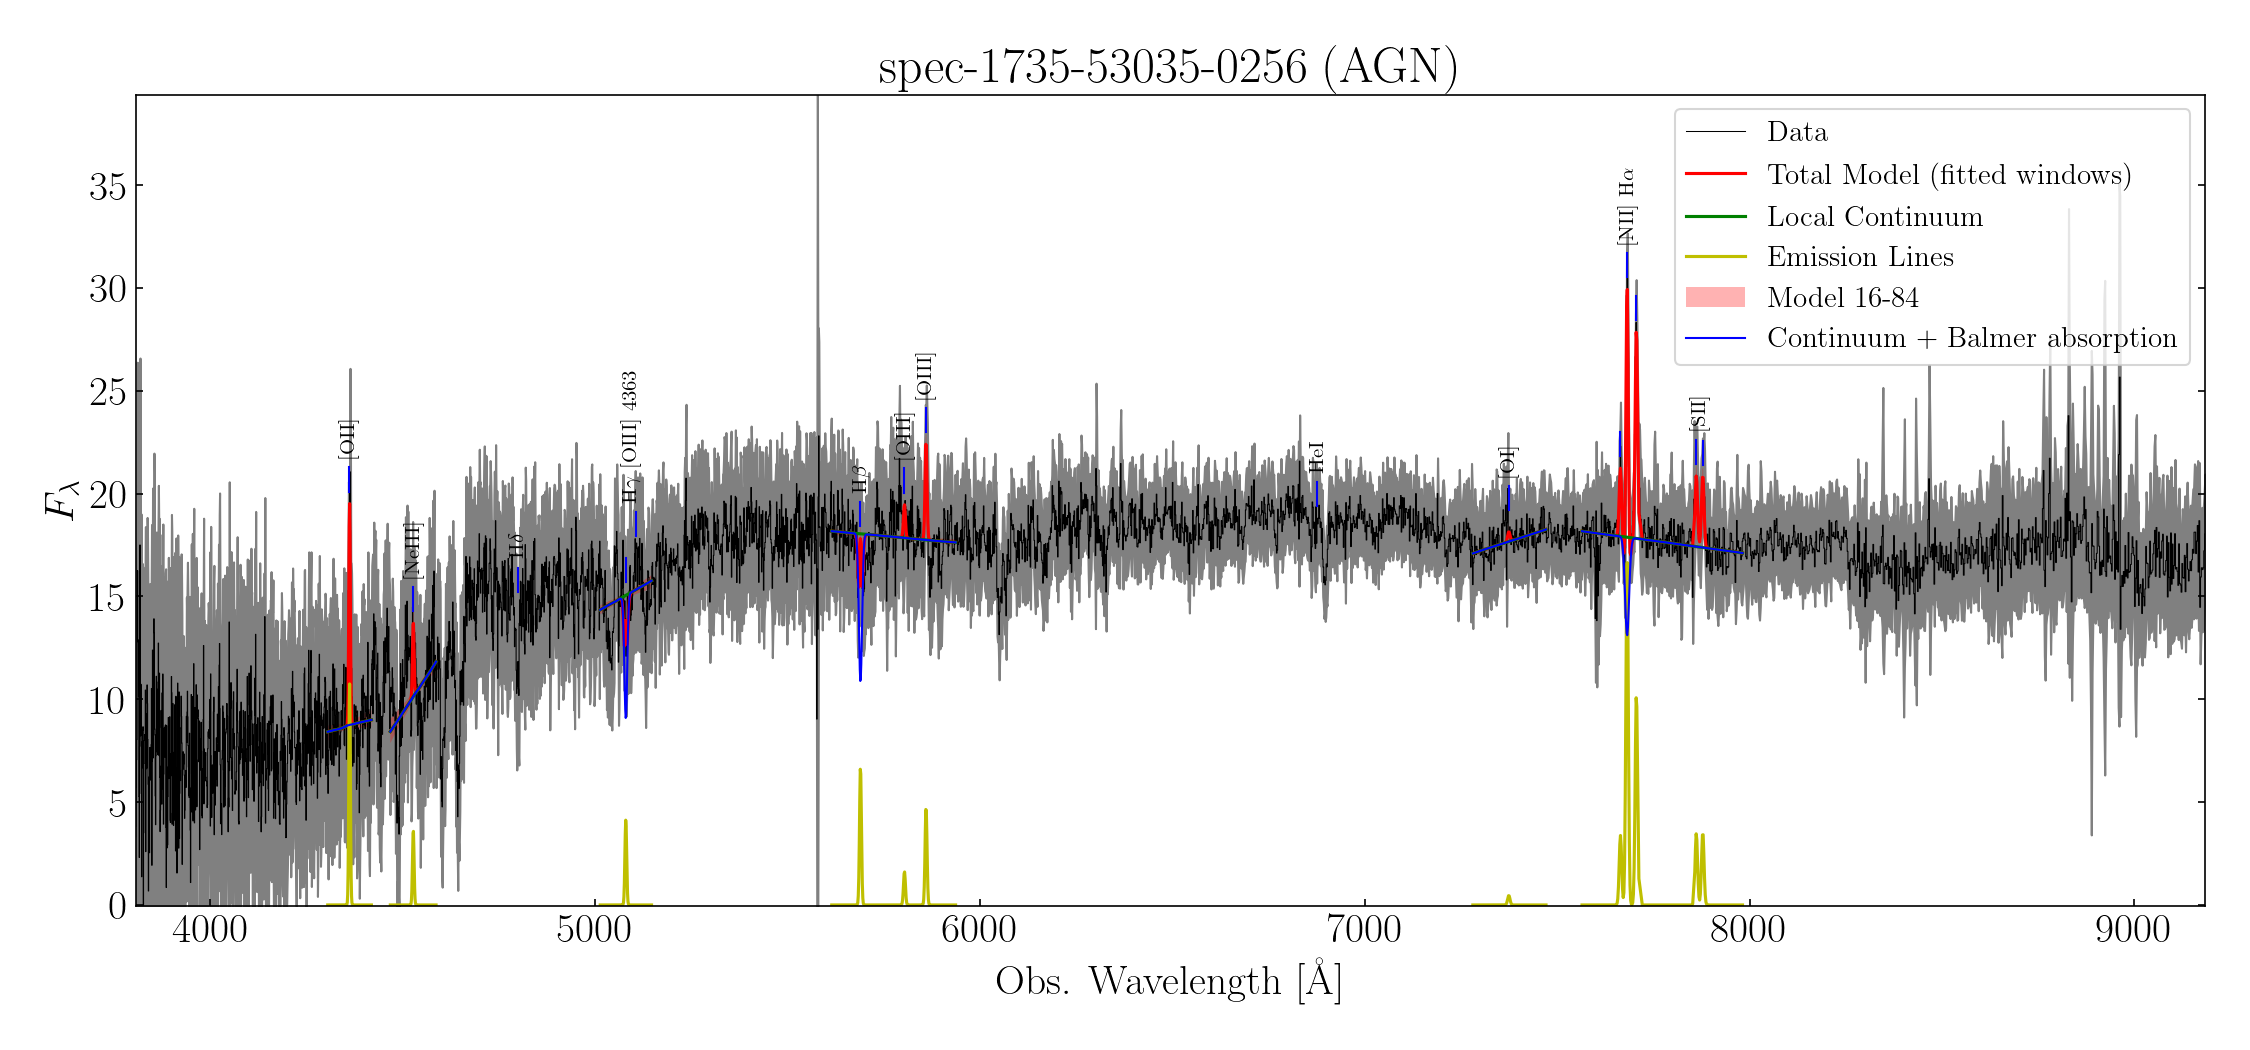 spec-1735-53035-0256 (AGN)
Data
Total Model (fitted windows)
Local Continuum
Emission Lines
Model 16-84
Continuum + Balmer absorption
[OII]
[NeIII]
Hδ
Hγ [OIII] 4363
Hβ
[OIII]
[OIII]
HeI
[OI]
[NII] Hα
[SII]
Fλ
35
30
25
20
15
10
5
0
4000
5000
6000
7000
8000
9000
Obs. Wavelength [Å]